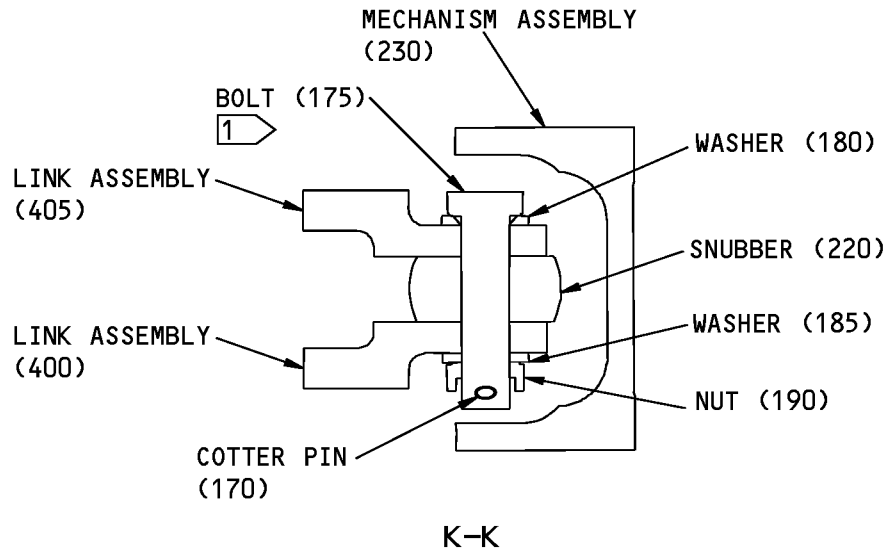 MECHANISM ASSEMBLY
(230)
BOLT (175)
1
WASHER (180)
LINK ASSEMBLY
(405)
SNUBBER (220)
WASHER (185)
LINK ASSEMBLY
(400)
NUT (190)
COTTER PIN
(170)
K-K